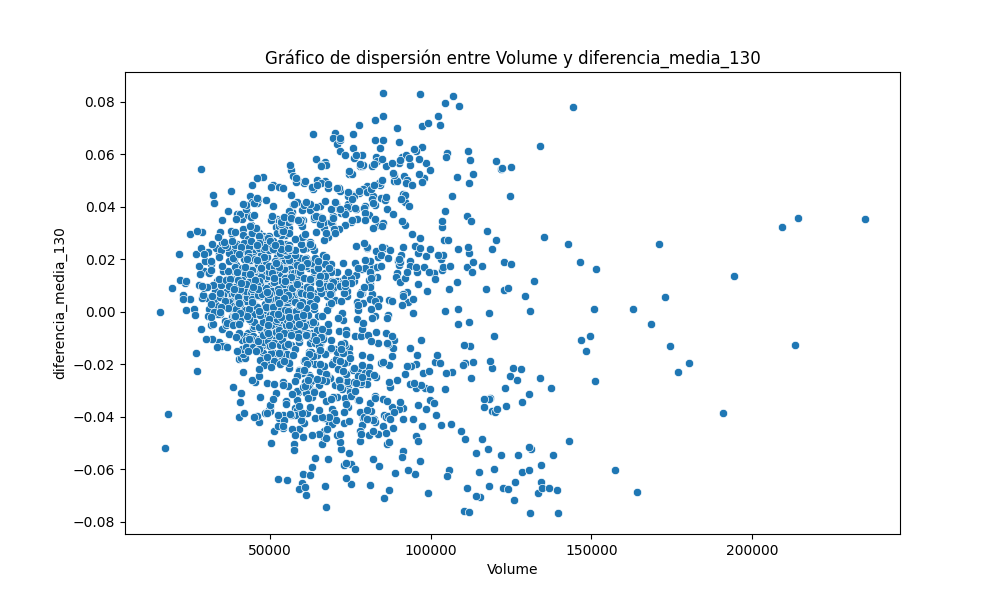 Gráfico de dispersión entre Volume y diferencia_media_130
diferencia_media_130
0.08
0.06
0.04
0.02
0.00
−0.02
−0.04
−0.06
−0.08
50000 100000 150000 200000
Volume